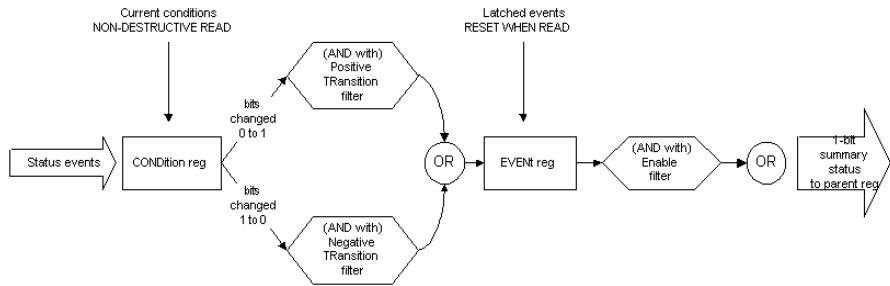 Current conditions
NON-DESTRUCTIVE READ
Latched events
RESET WHEN READ
(AND with)
Positive
TRansition
filter
bits
changed
0 to 1
Status events
CONDition reg
OR
EVENt reg
(AND with)
Enable
filter
OR
1-bit
summary
status
to parent reg
bits
changed
1 to 0
(AND with)
Negative
TRansition
filter